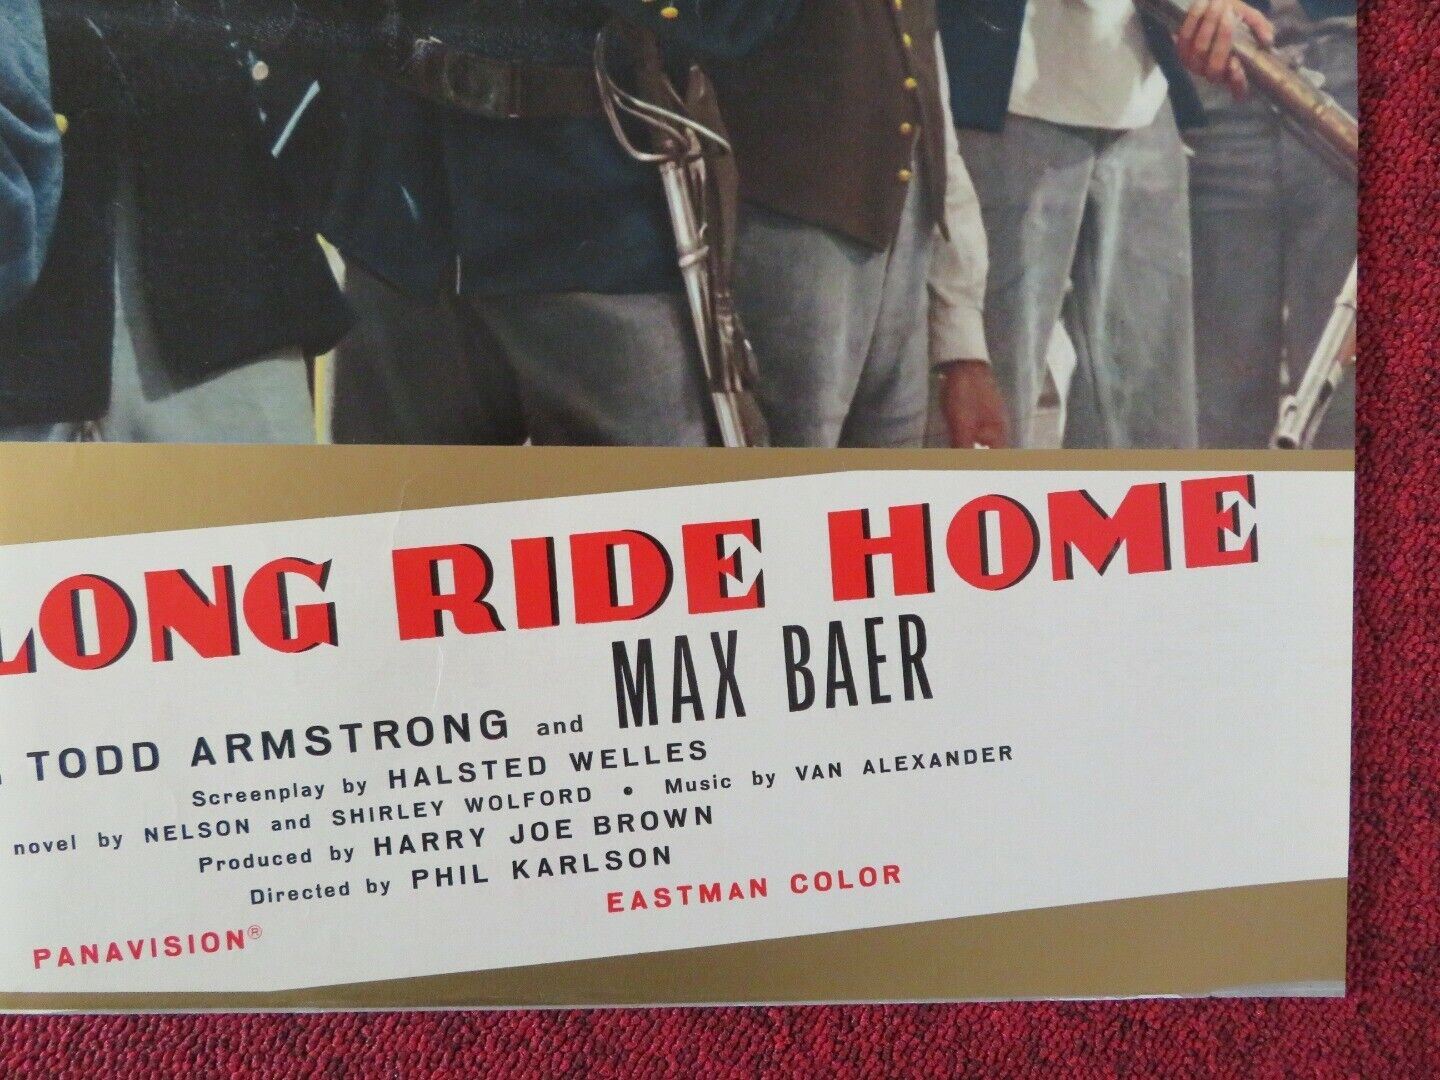 LONG RIDE HOME
TODD ARMSTRONG and MAX BAER
Screenplay by HALSTED WELLES
novel by NELSON and SHIRLEY WOLFORD • Music by VAN ALEXANDER
Produced by HARRY JOE BROWN
Directed by PHIL KARLSON
PANAVISION® EASTMAN COLOR